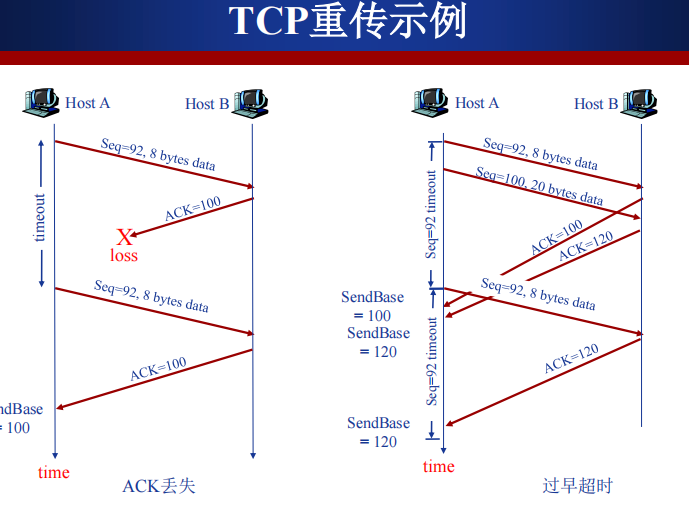 TCP重传示例
Host A
Host B
Seq=92, 8 bytes data
timeout
ACK=100
X
loss
Seq=92, 8 bytes data
ACK=100
ndBase
= 100
time
ACK丢失
Host A
Host B
Seq=92, 8 bytes data
Seq=100, 20 bytes data
Seq=92 timeout
ACK=100
ACK=120
Seq=92, 8 bytes data
SendBase
= 100
SendBase
= 120
Seq=92 timeout
ACK=120
SendBase
= 120
time
过早超时